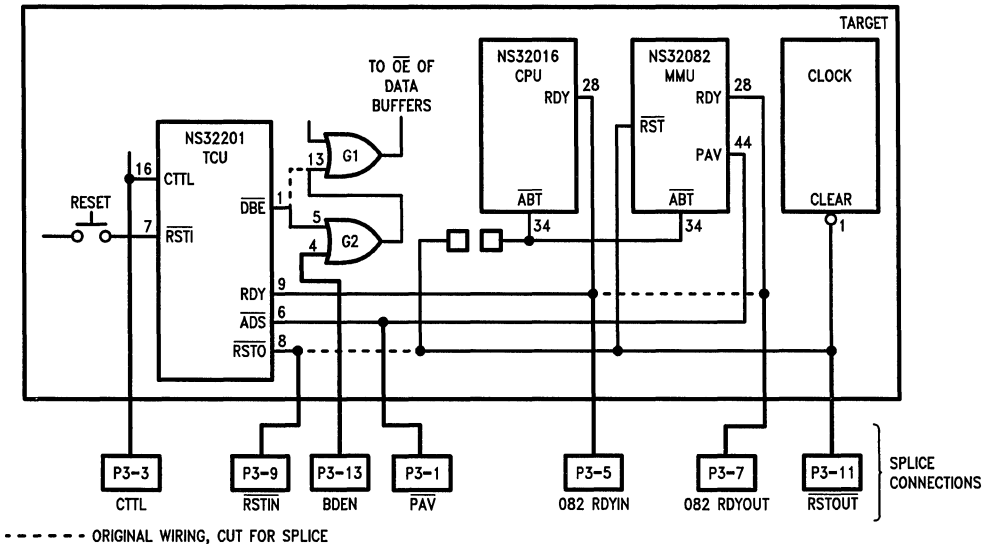 TARGET
TO OE OF
DATA
BUFFERS
NS32016
CPU
RDY
28
ABT
34
NS32082
MMU
RDY
28
RST
PAV
44
ABT
34
CLOCK
CLEAR
1
NS32201
TCU
16
CTTL
RESET
7
RSTI
DBE
1
13
G1
5
4
G2
RDY
9
ADS
6
RSTO
8
P3-3
CTTL
P3-9
RSTIN
P3-13
BDEN
P3-1
PAV
P3-5
082 RDYIN
P3-7
082 RDYOUT
P3-11
RSTOUT
SPLICE
CONNECTIONS
ORIGINAL WIRING, CUT FOR SPLICE